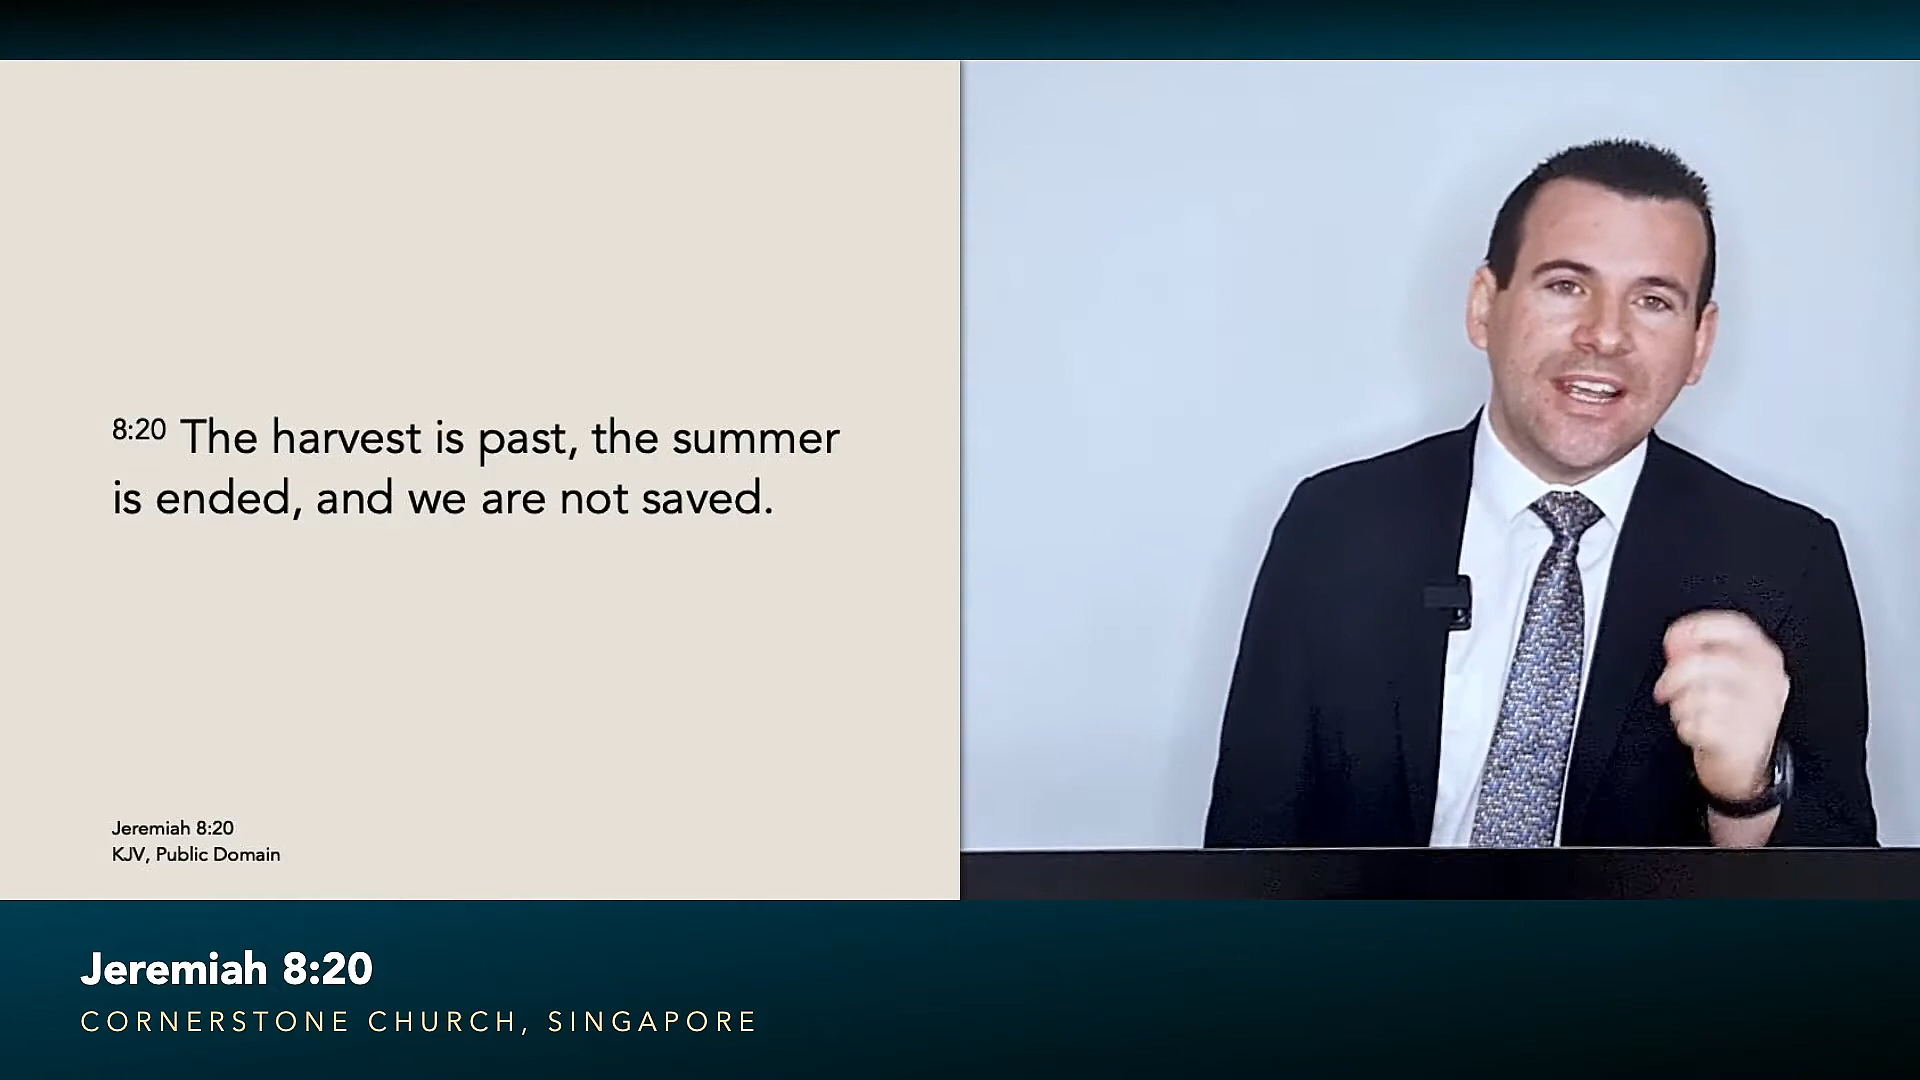 8:20 The harvest is past, the summer
is ended, and we are not saved.
Jeremiah 8:20
KJV, Public Domain
Jeremiah 8:20
CORNERSTONE CHURCH, SINGAPORE